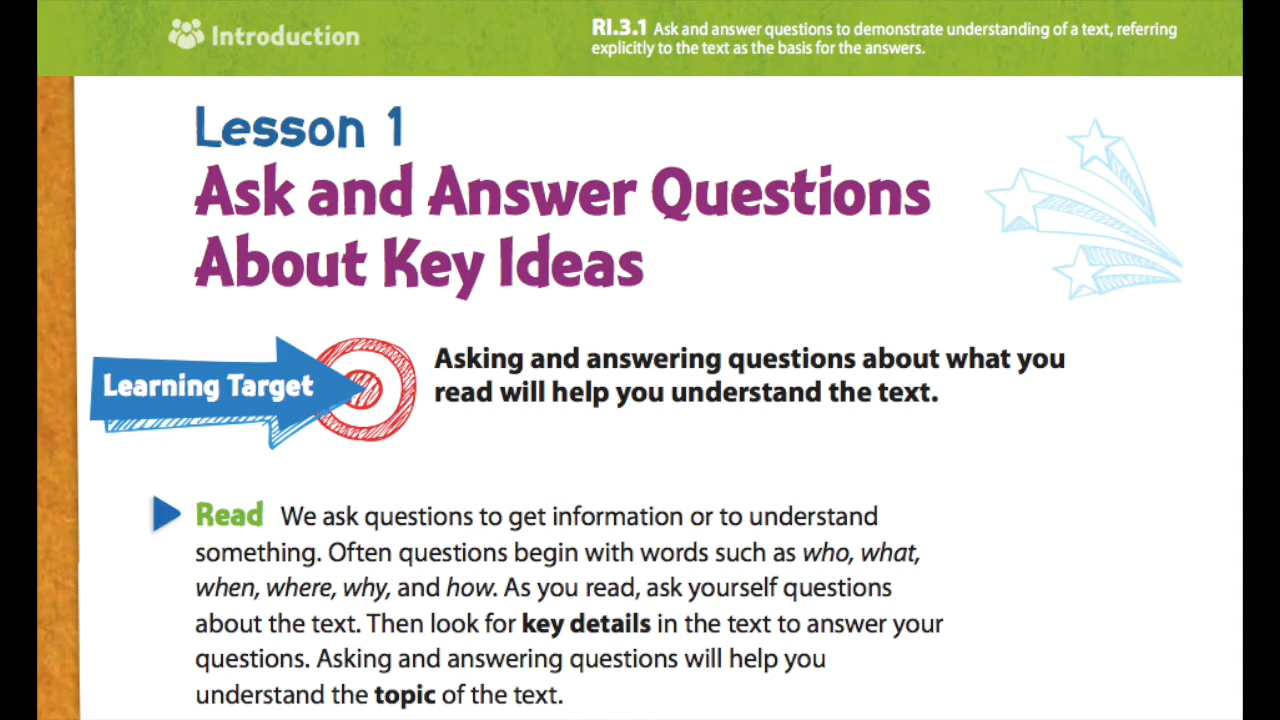 Introduction
RI.3.1 Ask and answer questions to demonstrate understanding of a text, referring
explicitly to the text as the basis for the answers.
Lesson 1
Ask and Answer Questions
About Key Ideas
Learning Target
Asking and answering questions about what you
read will help you understand the text.
Read We ask questions to get information or to understand
something. Often questions begin with words such as who, what,
when, where, why, and how. As you read, ask yourself questions
about the text. Then look for key details in the text to answer your
questions. Asking and answering questions will help you
understand the topic of the text.